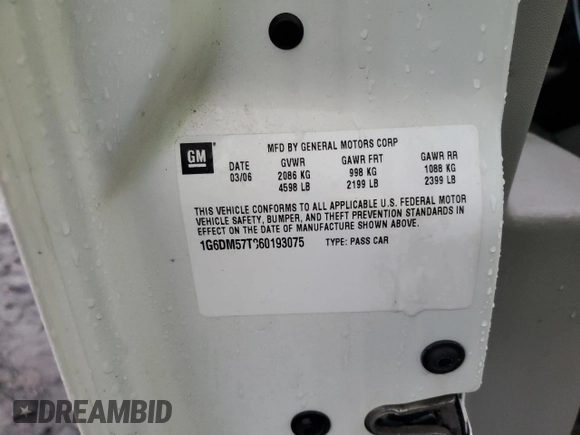 GM
MFD BY GENERAL MOTORS CORP
DATE GVWR GAWR FRT GAWR RR
03/06 2086 KG 998 KG 1088 KG
4598 LB 2199 LB 2399 LB
THIS VEHICLE CONFORMS TO ALL APPLICABLE U.S. FEDERAL MOTOR
VEHICLE SAFETY, BUMPER, AND THEFT PREVENTION STANDARDS IN
EFFECT ON THE DATE OF MANUFACTURE SHOWN ABOVE.
1G6DM57T860193075 TYPE: PASS CAR
DREAMBID